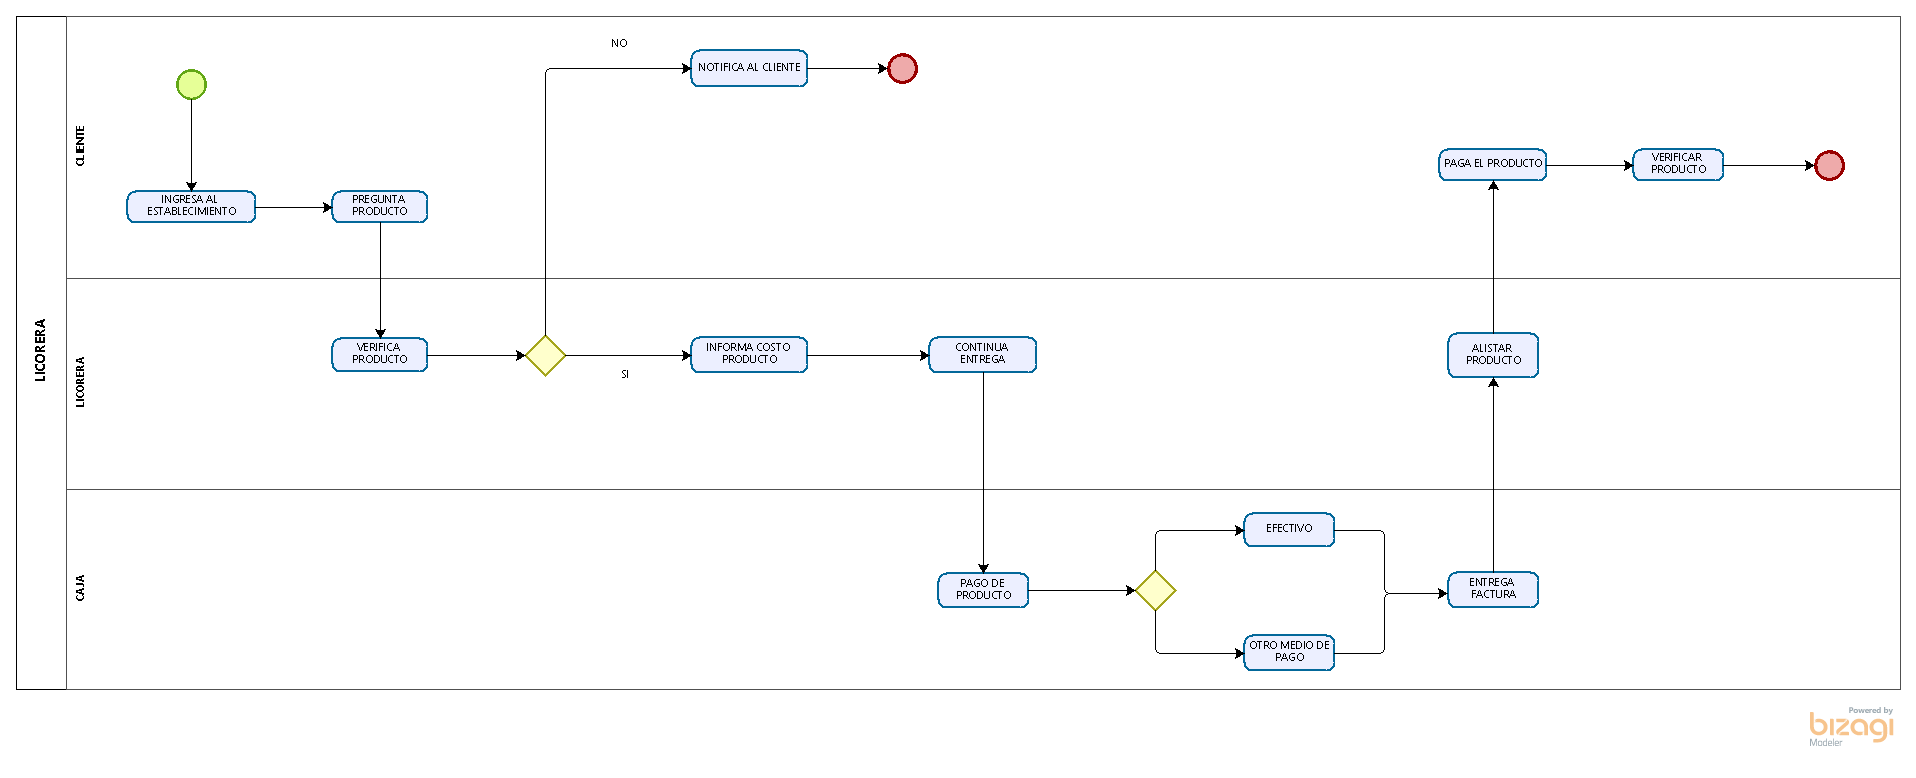 LICORERA
CLIENTE
NO
NOTIFICA AL CLIENTE
INGRESA AL
ESTABLECIMIENTO
PREGUNTA
PRODUCTO
PAGA EL PRODUCTO
VERIFICAR
PRODUCTO
LICORERA
VERIFICA
PRODUCTO
SI
INFORMA COSTO
PRODUCTO
CONTINUA
ENTREGA
ALISTAR
PRODUCTO
CAJA
PAGO DE
PRODUCTO
EFECTIVO
OTRO MEDIO DE
PAGO
ENTREGA
FACTURA
Powered by
bizagi
Modeler